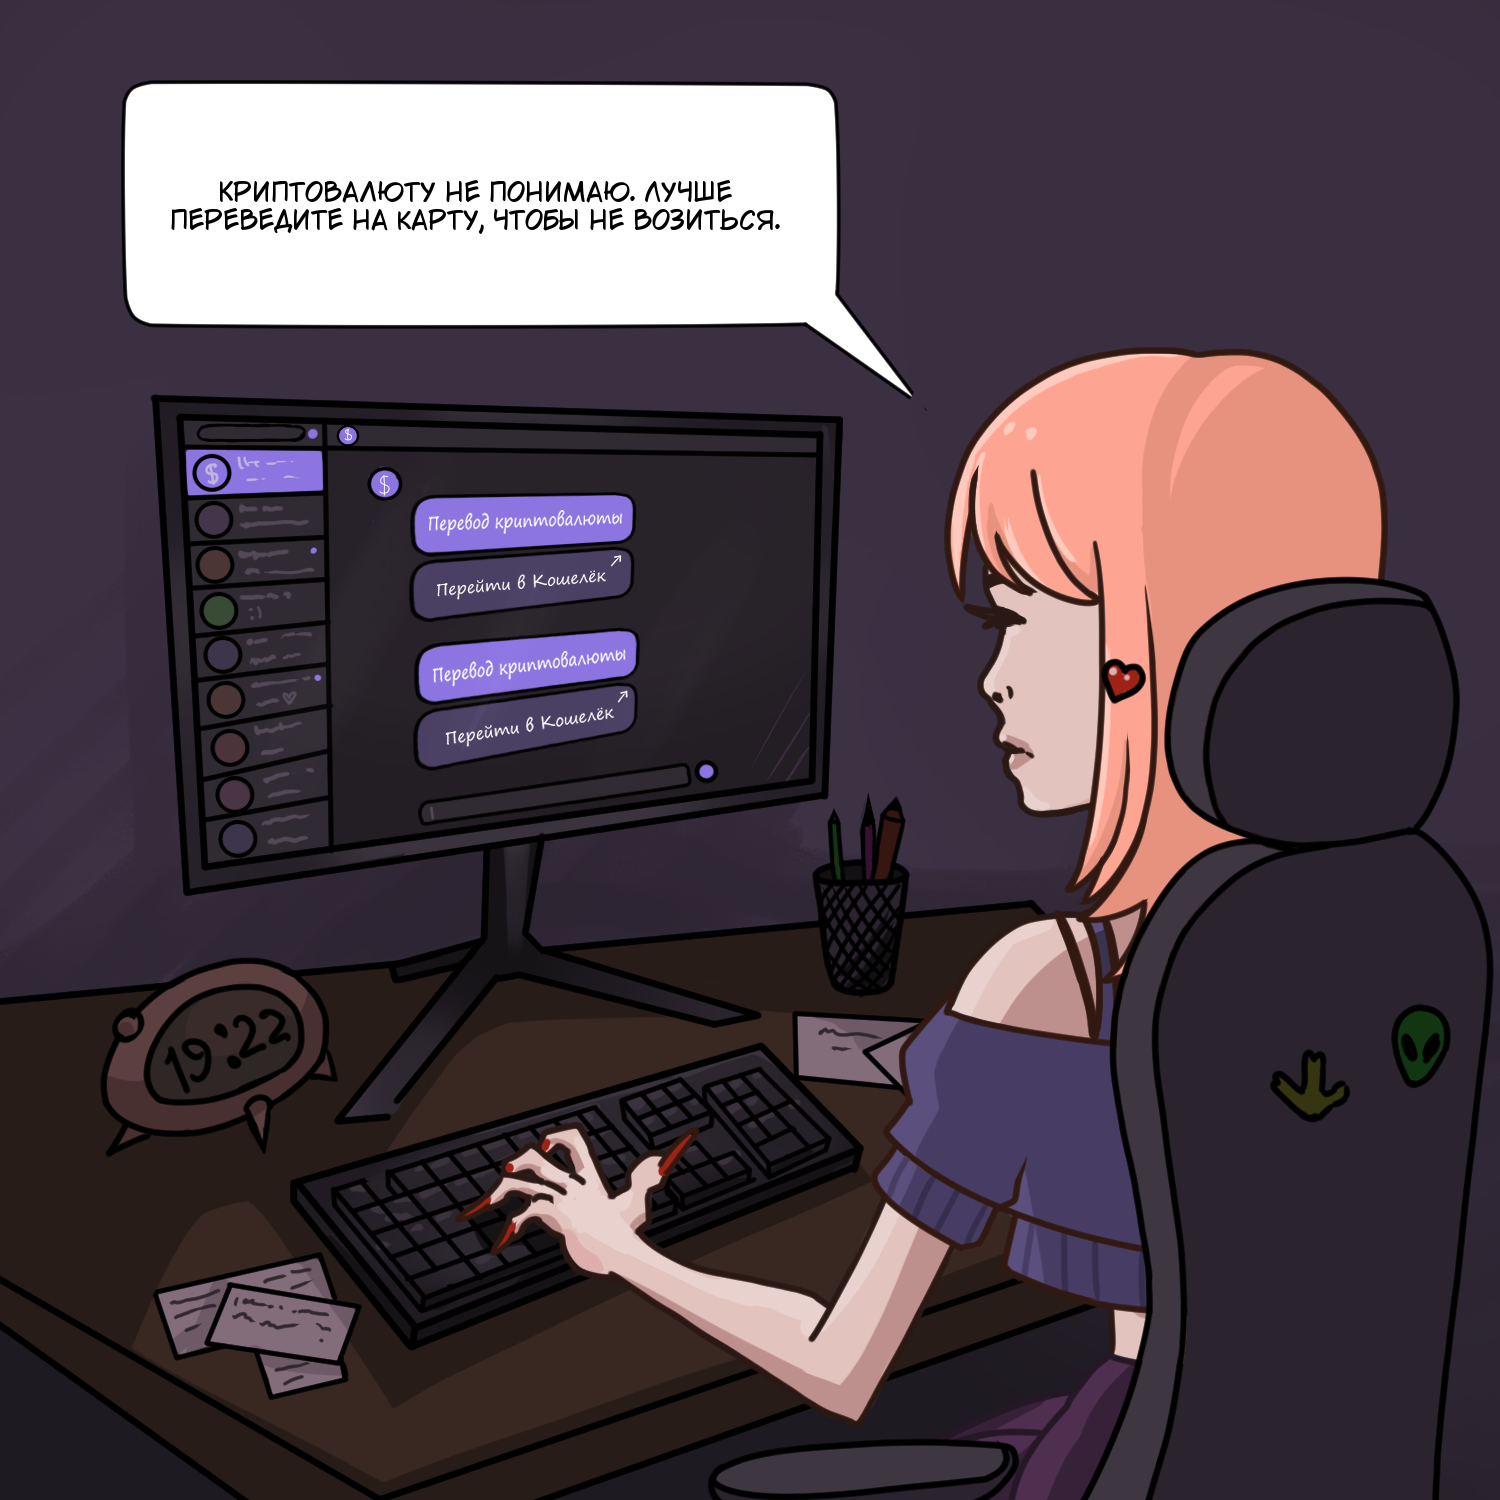 КРИПТОВАЛЮТУ НЕ ПОНИМАЮ. ЛУЧШЕ
ПЕРЕВЕДИТЕ НА КАРТУ, ЧТОБЫ НЕ ВОЗИТЬСЯ.
$
$
$
Перевод криптовалюты
Перейти в Кошелёк
:)
Перевод криптовалюты
Перейти в Кошелёк
19:22